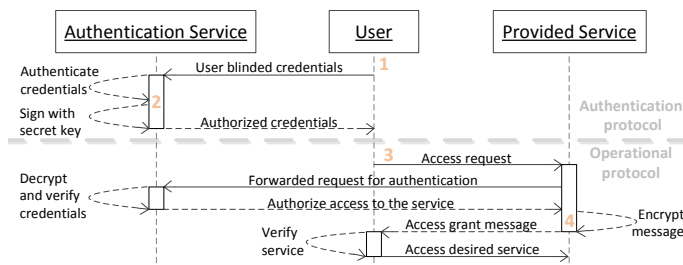 Authentication Service
User
Provided Service
1
User blinded credentials
Authenticate
credentials
2
Sign with
secret key
Authorized credentials
Authentication
protocol
3
Access request
Operational
protocol
Forwarded request for authentication
Decrypt
and verify
credentials
Authorize access to the service
4
Encrypt
message
Access grant message
Verify
service
Access desired service